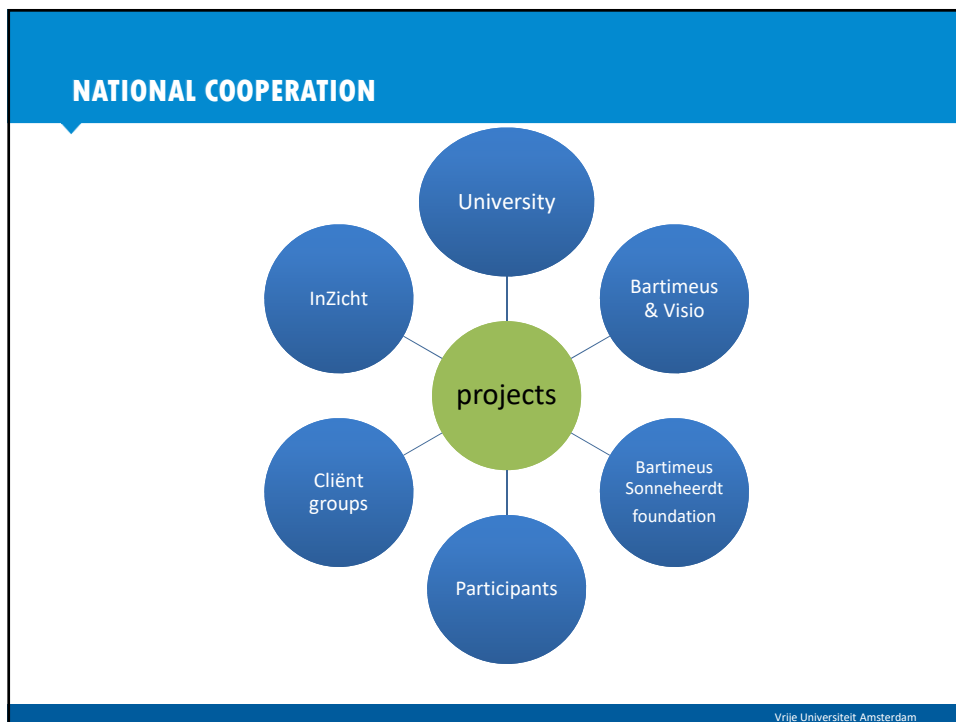 NATIONAL COOPERATION
University
Bartimeus
& Visio
Bartimeus
Sonneheerdt
foundation
Participants
Cliënt
groups
InZicht
projects
Vrije Universiteit Amsterdam